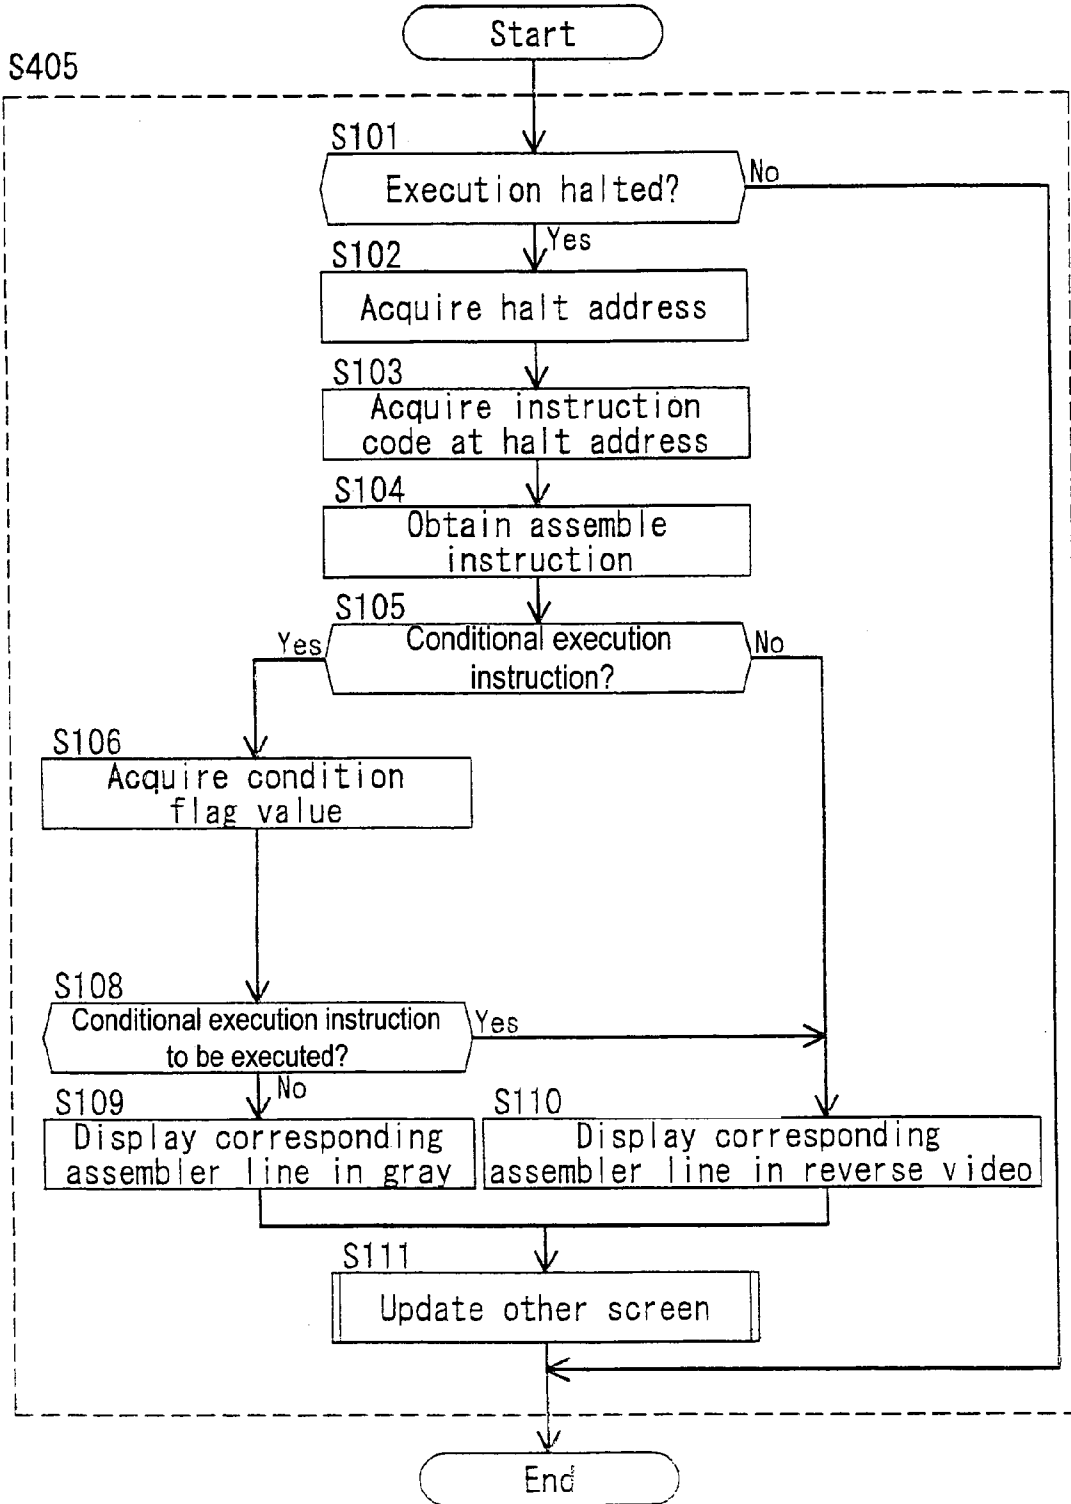 Start
S405
S101
Execution halted?
No
Yes
S102
Acquire halt address
S103
Acquire instruction
code at halt address
S104
Obtain assemble
instruction
S105
Yes
Conditional execution
instruction?
No
S106
Acquire condition
flag value
S108
Conditional execution instruction
to be executed?
Yes
No
S109
Display corresponding
assembler line in gray
S110
Display corresponding
assembler line in reverse video
S111
Update other screen
End